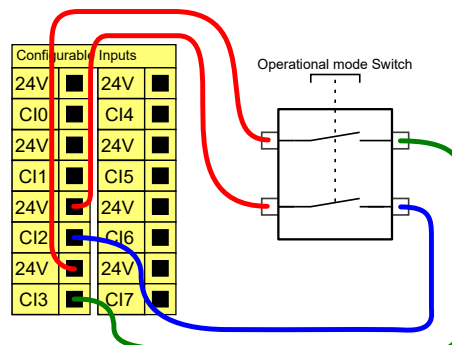 Configurable Inputs
Operational mode Switch
24V 24V
CI0 CI4
24V 24V
CI1 CI5
24V 24V
CI2 CI6
24V 24V
CI3 CI7